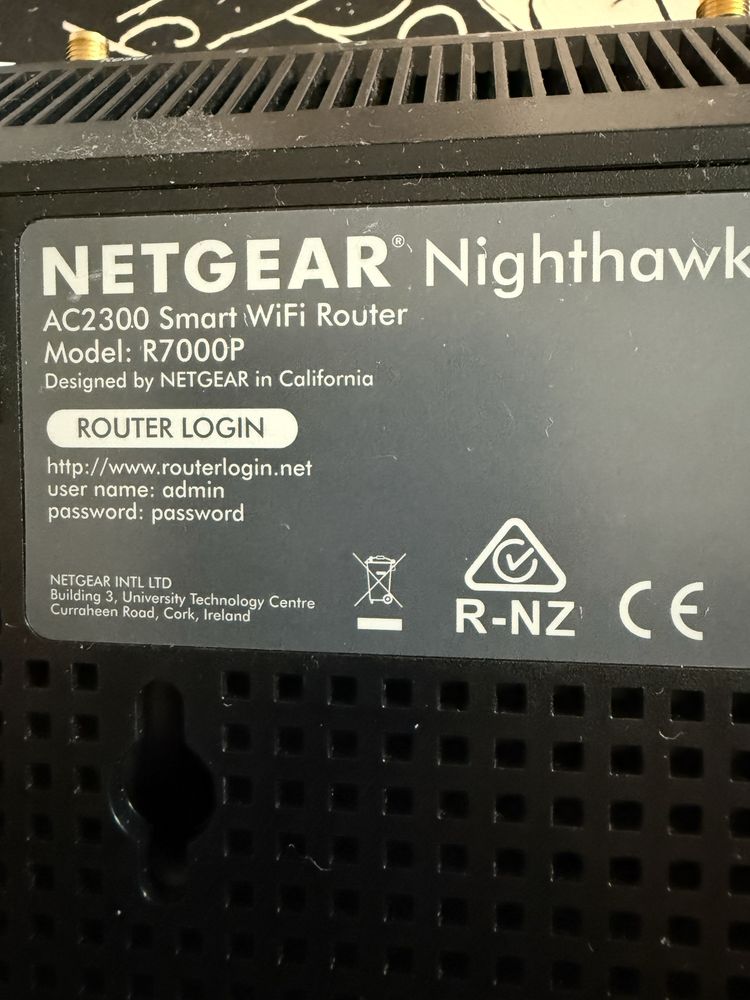 Reset
NETGEAR® Nighthawk
AC2300 Smart WiFi Router
Model: R7000P
Designed by NETGEAR in California
ROUTER LOGIN
http://www.routerlogin.net
user name: admin
password: password
NETGEAR INTL LTD
Building 3, University Technology Centre
Curraheen Road, Cork, Ireland
R-NZ
CE